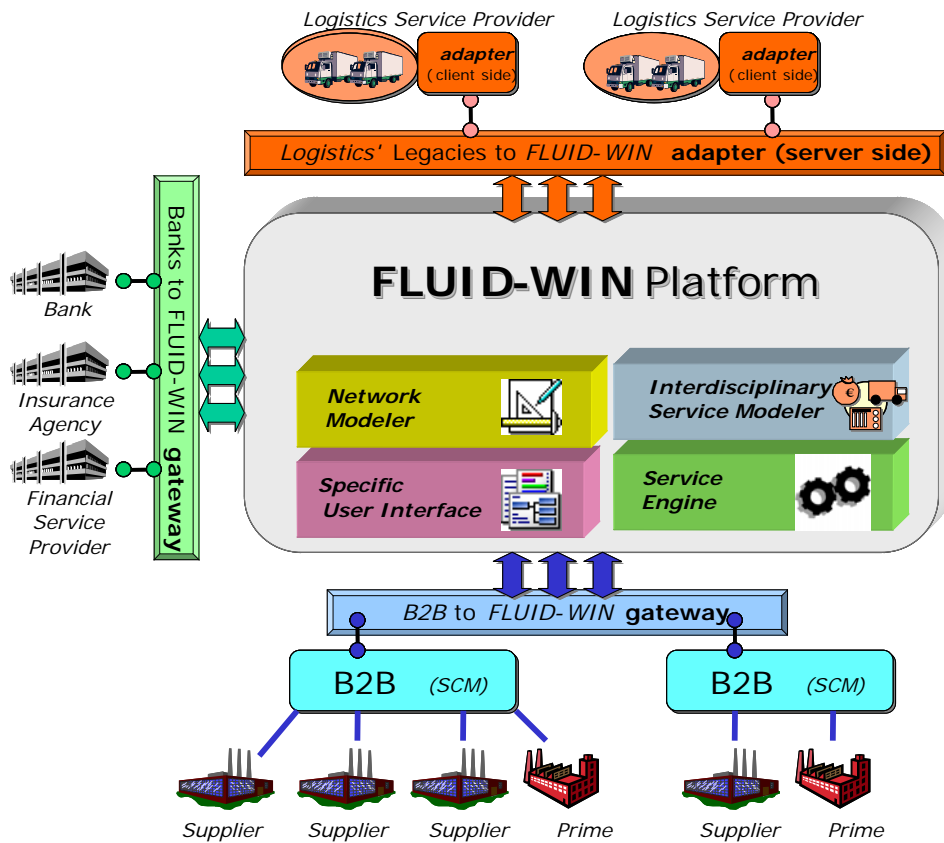 Logistics Service Provider
Logistics Service Provider
adapter
(client side)
adapter
(client side)
Logistics' Legacies to FLUID-WIN adapter (server side)
Banks to FLUID-WIN gateway
FLUID-WIN Platform
Bank
Insurance
Agency
Financial
Service
Provider
Network
Modeler
Interdisciplinary
Service Modeler
€
Specific
User Interface
Service
Engine
B2B to FLUID-WIN gateway
B2B (SCM)
B2B (SCM)
Supplier
Supplier
Supplier
Prime
Supplier
Prime